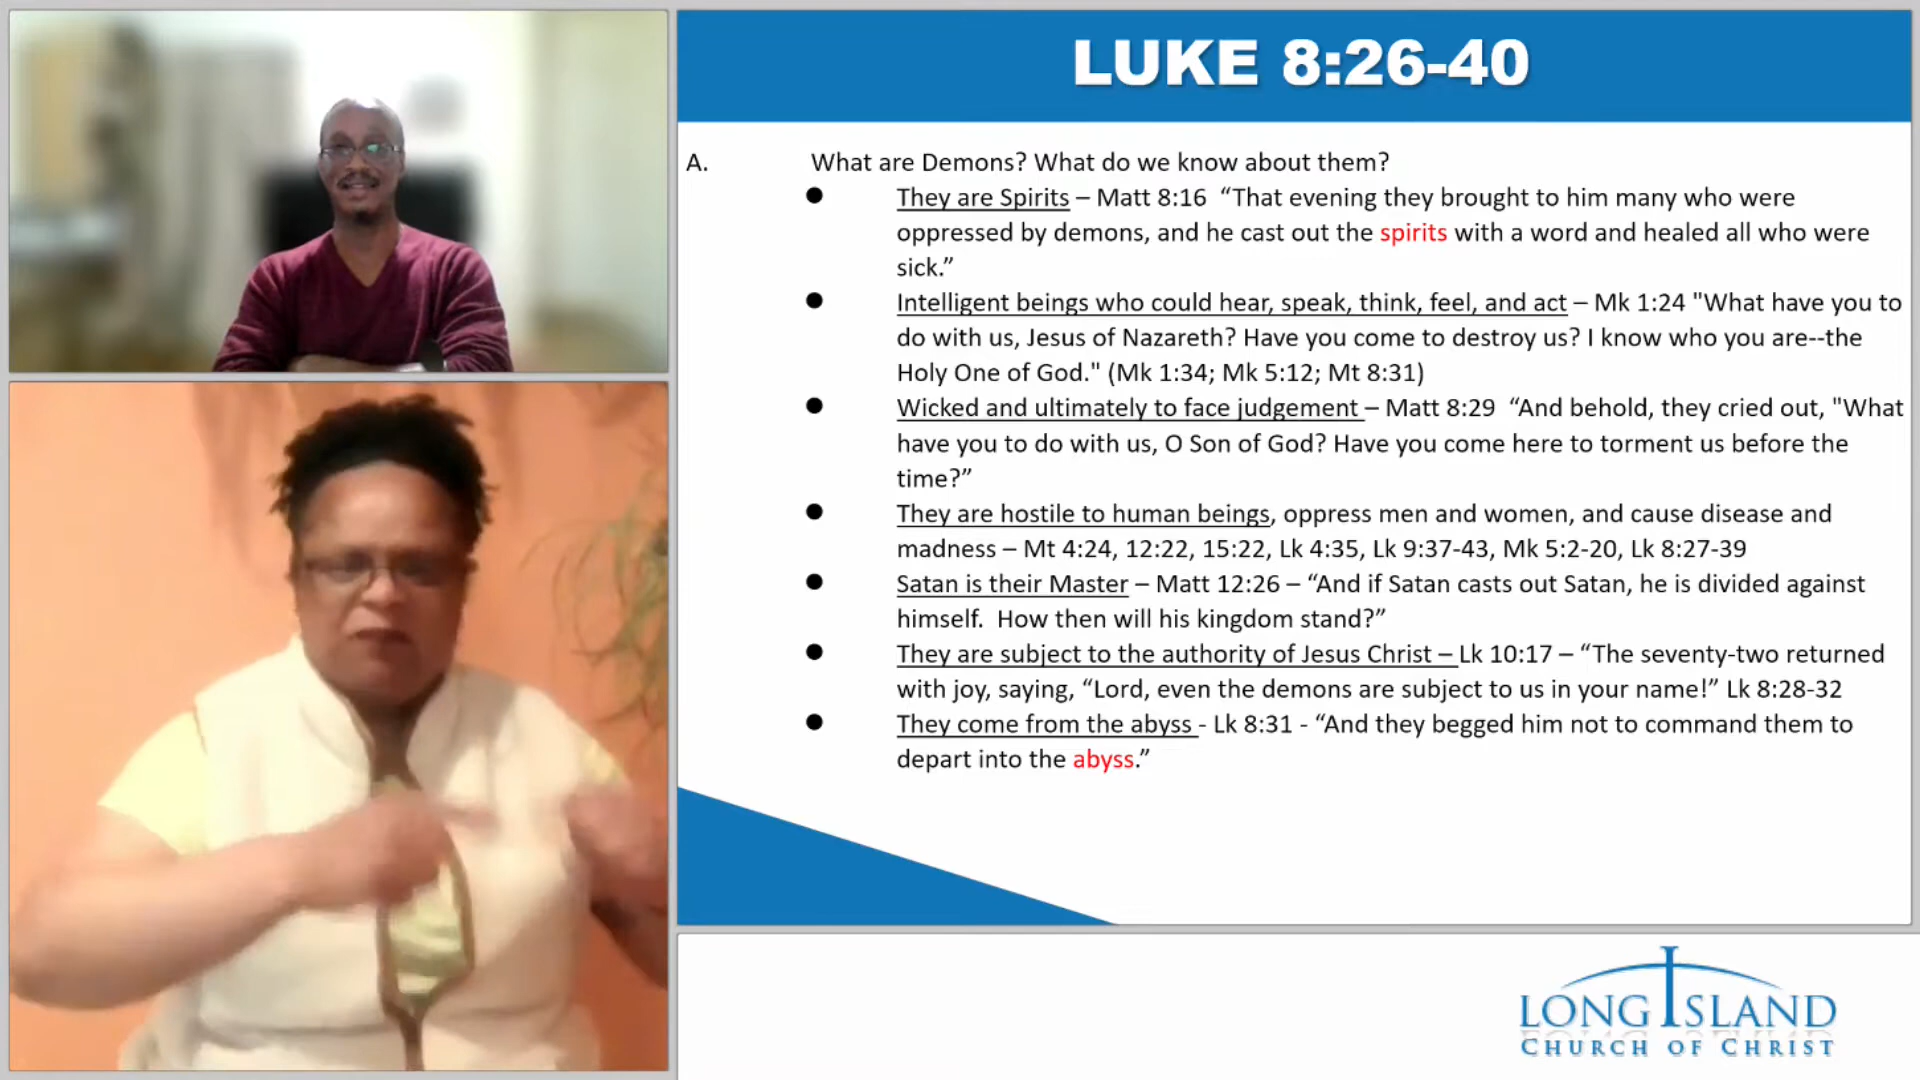 LUKE 8:26-40
A. What are Demons? What do we know about them?
● They are Spirits – Matt 8:16 “That evening they brought to him many who were
oppressed by demons, and he cast out the spirits with a word and healed all who were
sick.”
● Intelligent beings who could hear, speak, think, feel, and act – Mk 1:24 "What have you to
do with us, Jesus of Nazareth? Have you come to destroy us? I know who you are--the
Holy One of God." (Mk 1:34; Mk 5:12; Mt 8:31)
● Wicked and ultimately to face judgement – Matt 8:29 “And behold, they cried out, "What
have you to do with us, O Son of God? Have you come here to torment us before the
time?”
● They are hostile to human beings, oppress men and women, and cause disease and
madness – Mt 4:24, 12:22, 15:22, Lk 4:35, Lk 9:37-43, Mk 5:2-20, Lk 8:27-39
● Satan is their Master – Matt 12:26 – “And if Satan casts out Satan, he is divided against
himself. How then will his kingdom stand?”
● They are subject to the authority of Jesus Christ – Lk 10:17 – “The seventy-two returned
with joy, saying, “Lord, even the demons are subject to us in your name!” Lk 8:28-32
● They come from the abyss - Lk 8:31 - “And they begged him not to command them to
depart into the abyss.”
LONG ISLAND
CHURCH OF CHRIST